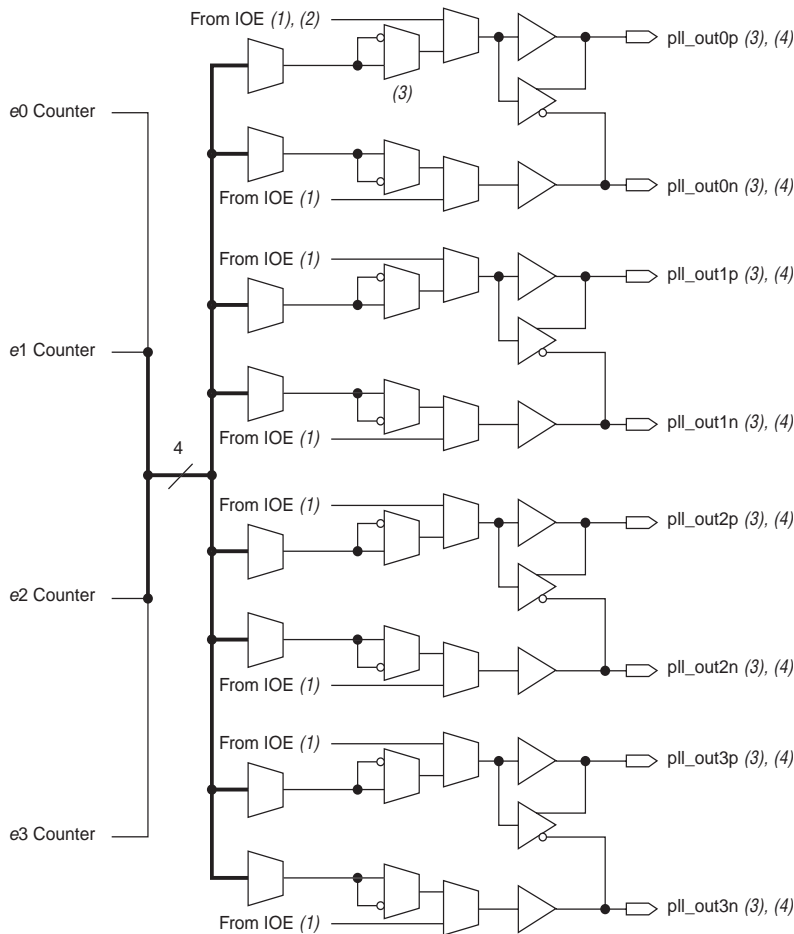 From IOE (1), (2)
pll_out0p (3), (4)
(3)
e0 Counter
pll_out0n (3), (4)
From IOE (1)
From IOE (1)
pll_out1p (3), (4)
e1 Counter
pll_out1n (3), (4)
From IOE (1)
4
From IOE (1)
pll_out2p (3), (4)
e2 Counter
pll_out2n (3), (4)
From IOE (1)
From IOE (1)
pll_out3p (3), (4)
e3 Counter
pll_out3n (3), (4)
From IOE (1)